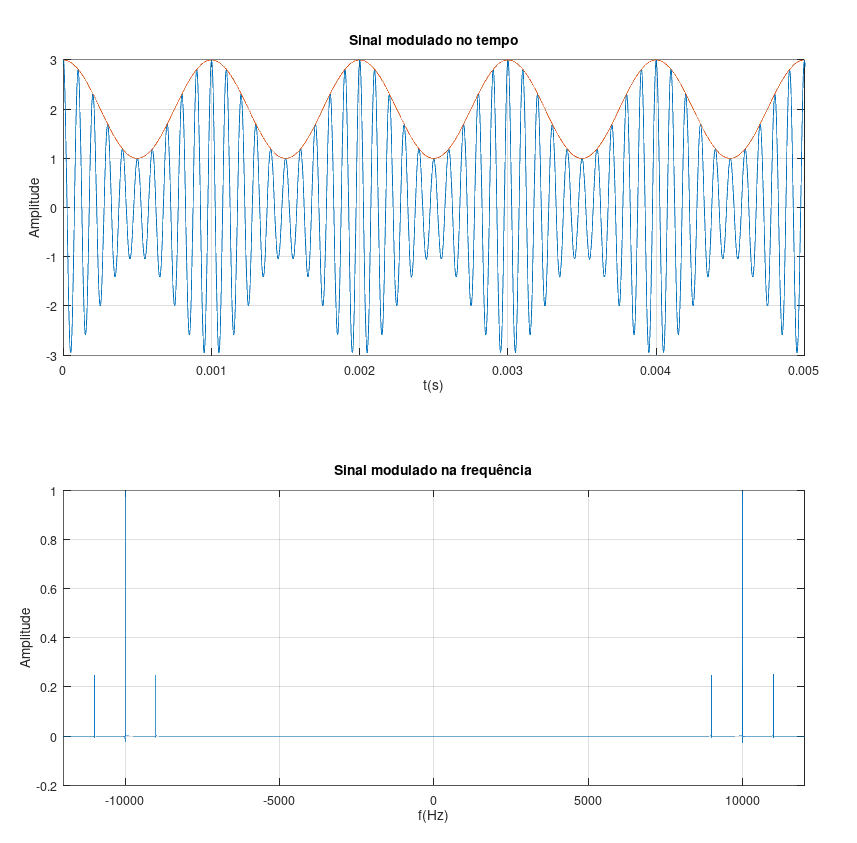 Sinal modulado no tempo
3
2
1
0
-1
-2
-3
Amplitude
0 0.001 0.002 0.003 0.004 0.005
t(s)
Sinal modulado na frequência
1
0.8
0.6
0.4
0.2
0
-0.2
Amplitude
-10000 -5000 0 5000 10000
f(Hz)